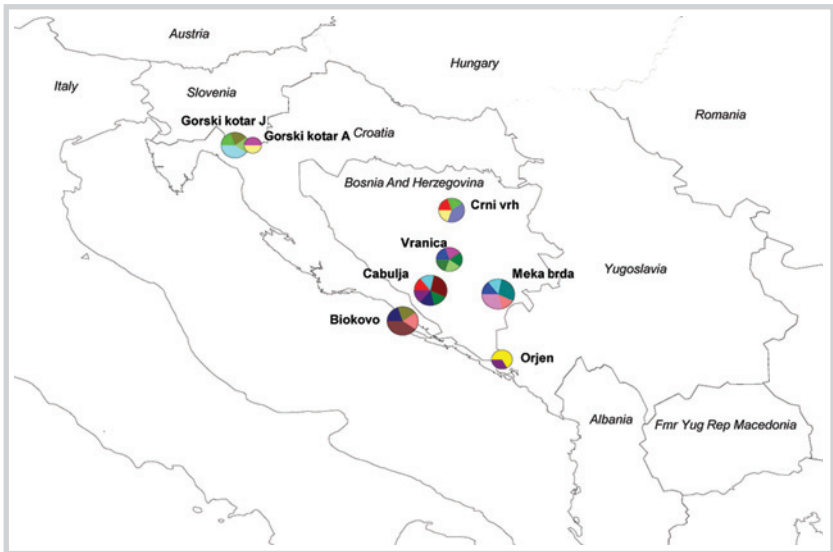 Austria
Hungary
Italy
Slovenia
Romania
Gorski kotar J
Gorski kotar A
Croatia
Bosnia And Herzegovina
Crni vrh
Vranica
Cabulja
Meka brda
Yugoslavia
Biokovo
Orjen
Albania
Fmr Yug Rep Macedonia